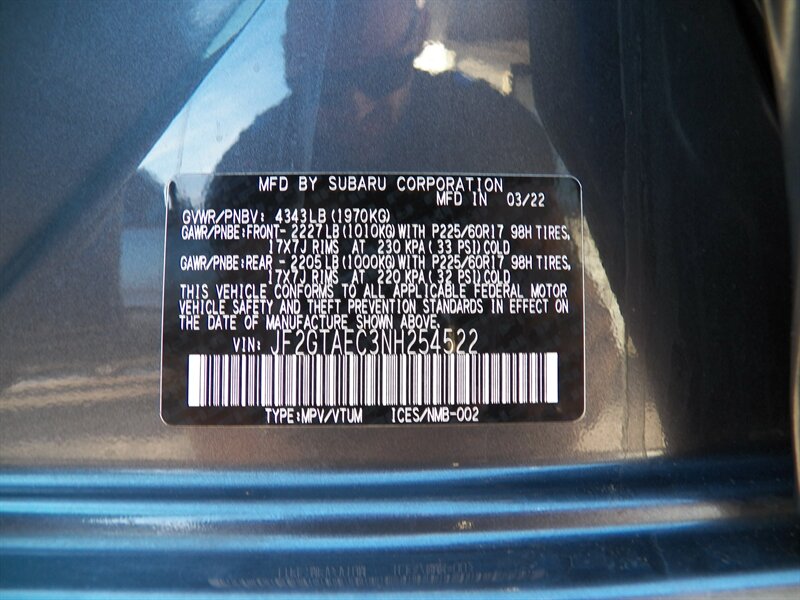 MFD BY SUBARU CORPORATION
MFD IN 03/22
GVWR/PNBV: 4343LB (1970KG)
GAWR/PNBE:FRONT- 2227LB (1010KG) WITH P225/60R17 98H TIRES,
17X7J RIMS AT 230 KPA (33 PSI) COLD
GAWR/PNBE:REAR - 2205LB (1000KG) WITH P225/60R17 98H TIRES,
17X7J RIMS AT 220 KPA (32 PSI) COLD
THIS VEHICLE CONFORMS TO ALL APPLICABLE FEDERAL MOTOR
VEHICLE SAFETY AND THEFT PREVENTION STANDARDS IN EFFECT
ON THE DATE OF MANUFACTURE SHOWN ABOVE.
VIN: JF2GTAEC3NH254522
TYPE:MPV/VTUM ICES/NMB-002